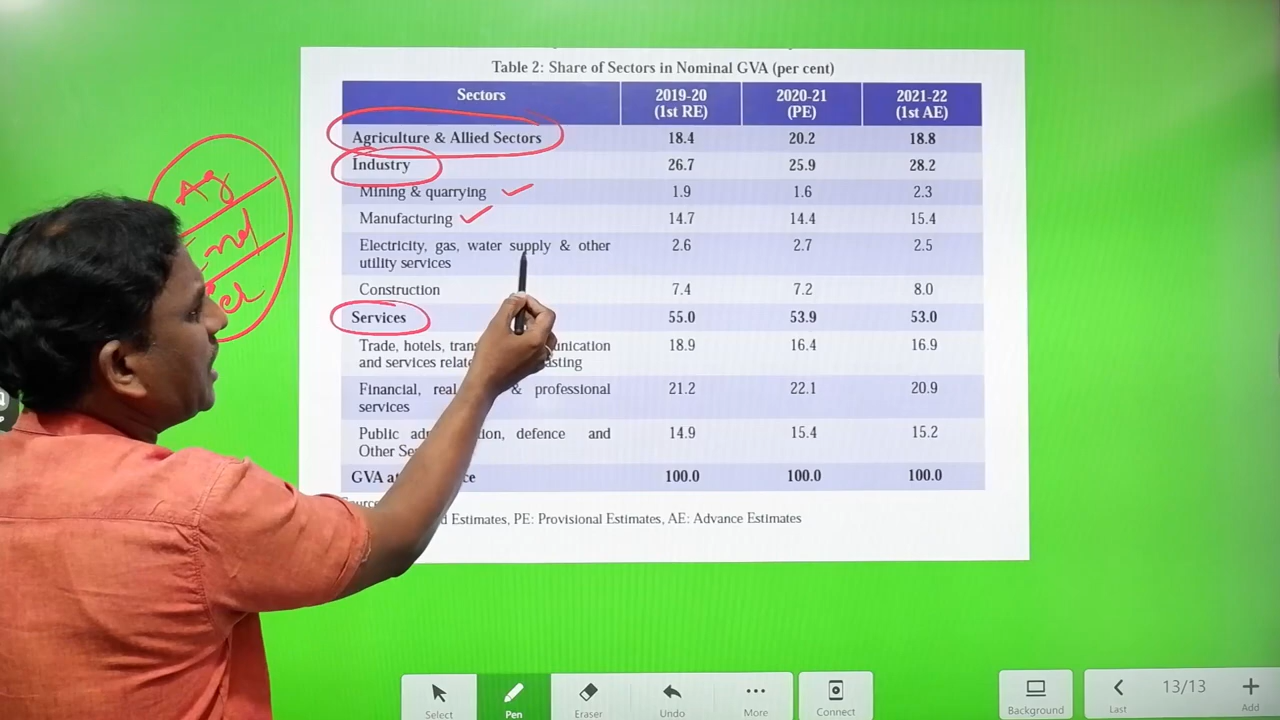 Table 2: Share of Sectors in Nominal GVA (per cent)
Sectors 2019-20 (1st RE) 2020-21 (PE) 2021-22 (1st AE)
Agriculture & Allied Sectors 18.4 20.2 18.8
Industry 26.7 25.9 28.2
Mining & quarrying 1.9 1.6 2.3
Manufacturing 14.7 14.4 15.4
Electricity, gas, water supply & other 2.6 2.7 2.5
utility services
Construction 7.4 7.2 8.0
Services 55.0 53.9 53.0
Trade, hotels, 18.9 16.4 16.9
and services
Financial, real & professional 21.2 22.1 20.9
services
Public defence and 14.9 15.4 15.2
Other
GVA 100.0 100.0 100.0
Estimates, PE: Provisional Estimates, AE: Advance Estimates
Ag
Select Pen Eraser Undo More Connect Background Last 13/13 Add